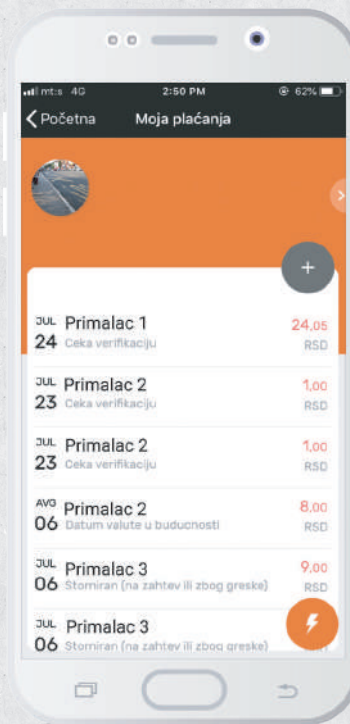 mt:s 4G 2:50 PM 62%
Početna Moja plaćanja
+
JUL Primalac 1 24,05
24 Ceka verifikaciju RSD
JUL Primalac 2 1,00
23 Ceka verifikaciju RSD
JUL Primalac 2 1,00
23 Ceka verifikaciju RSD
AVG Primalac 2 8,00
06 Datum valute u buducnosti RSD
JUL Primalac 3 9,00
06 Storniran (na zahtev ili zbog greske) RSD
JUL Primalac 3
06 Storniran (na zahtev ili zbog greske)